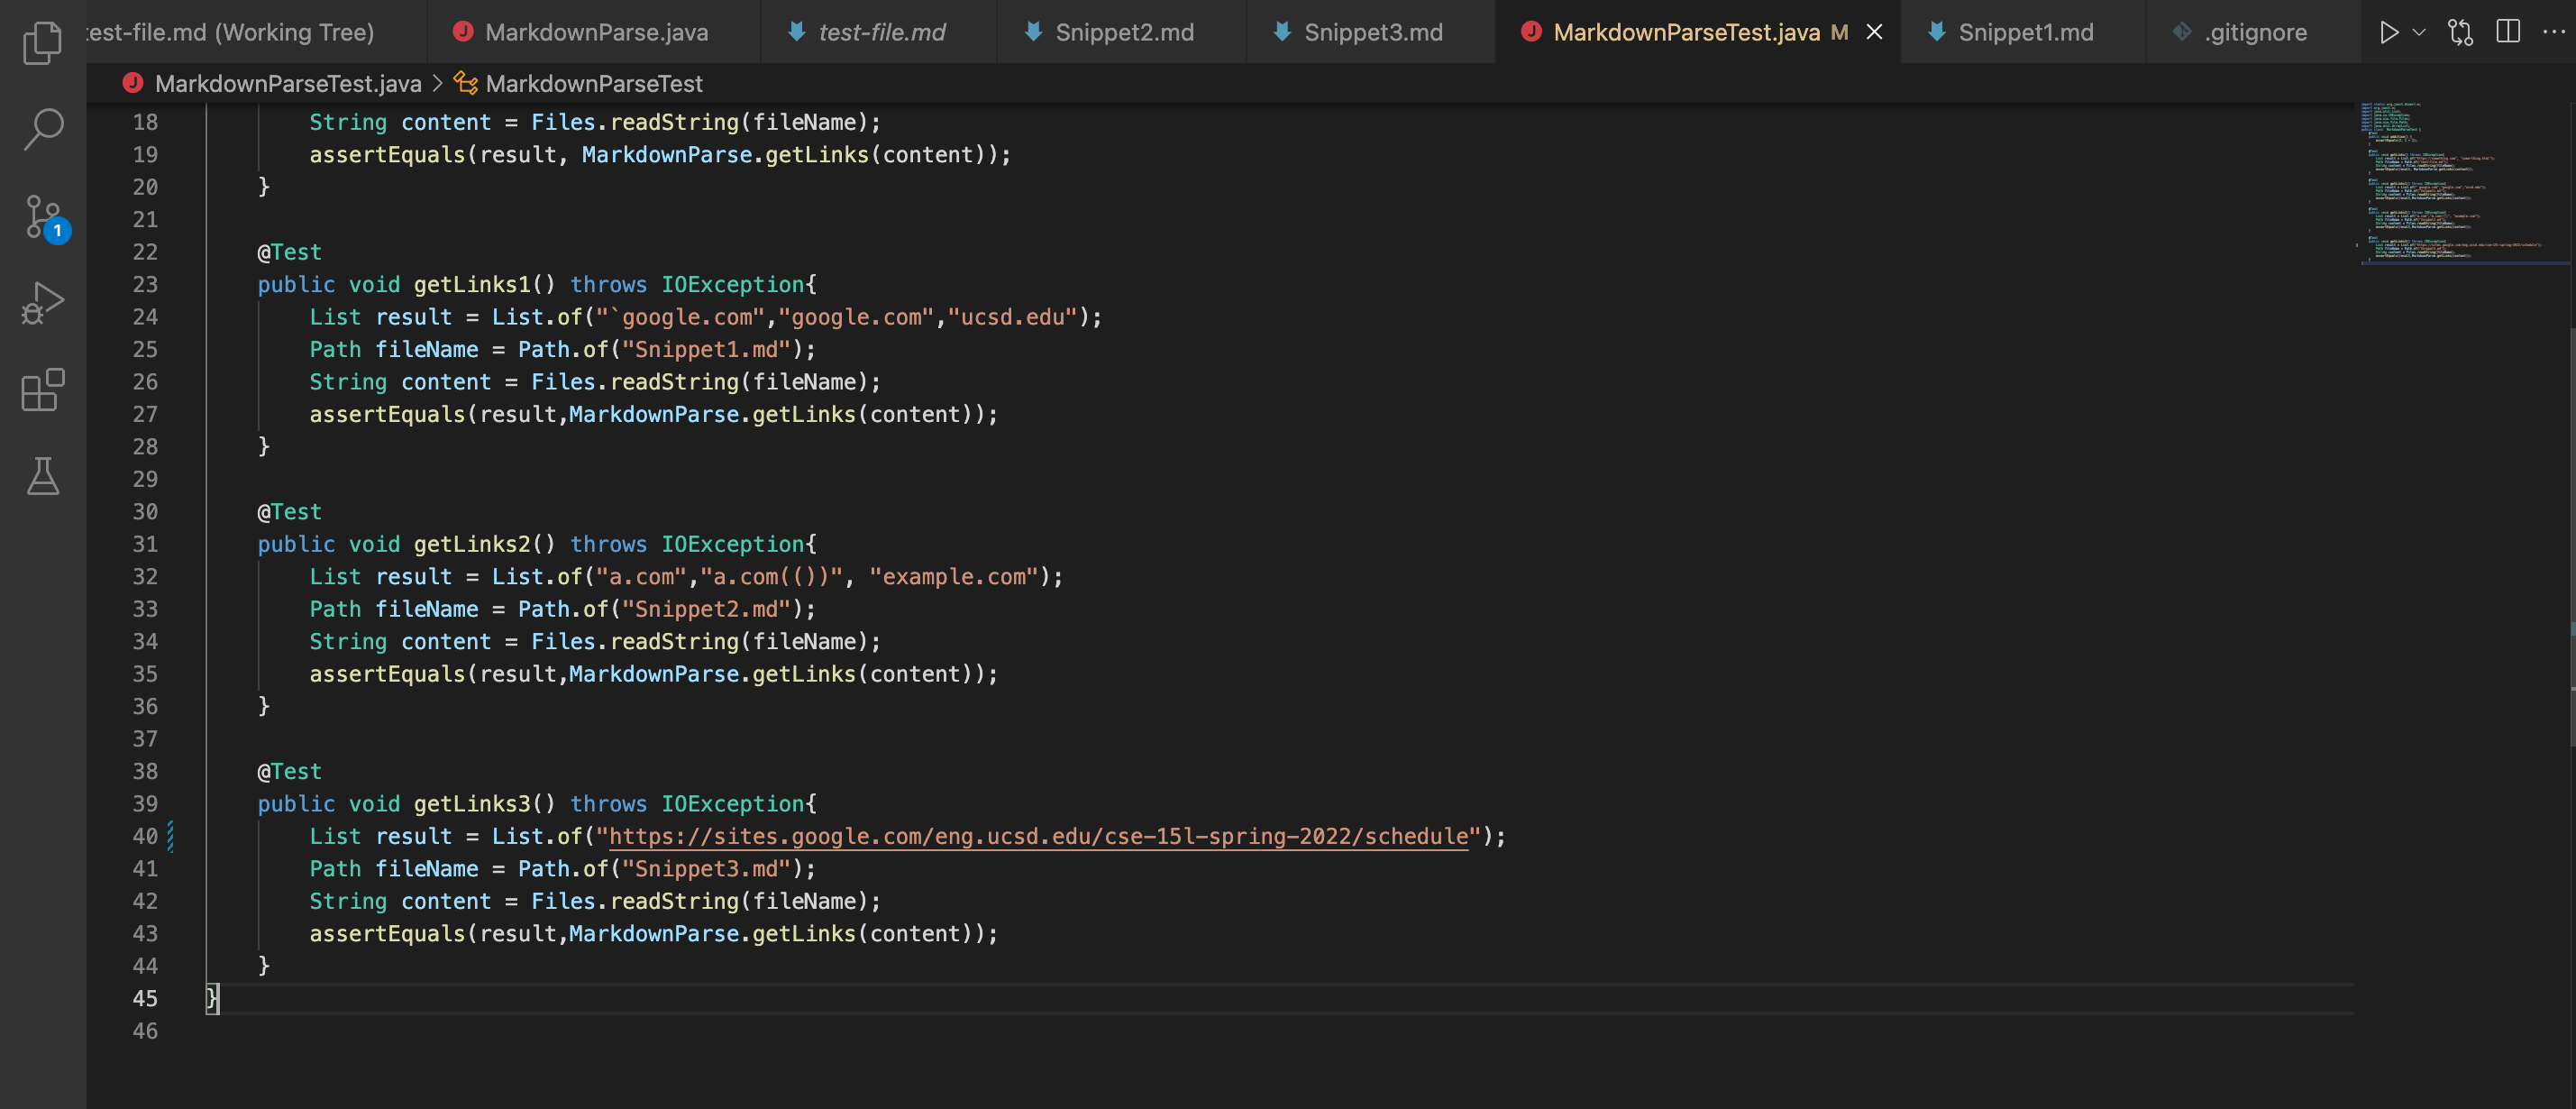 test-file.md (Working Tree)
MarkdownParse.java
test-file.md
Snippet2.md
Snippet3.md
MarkdownParseTest.java M
Snippet1.md
.gitignore
MarkdownParseTest.java > MarkdownParseTest
1
18 String content = Files.readString(fileName);
19 assertEquals(result, MarkdownParse.getLinks(content));
20 }
21
22 @Test
23 public void getLinks1() throws IOException{
24 List result = List.of("`google.com","google.com","ucsd.edu");
25 Path fileName = Path.of("Snippet1.md");
26 String content = Files.readString(fileName);
27 assertEquals(result,MarkdownParse.getLinks(content));
28 }
29
30 @Test
31 public void getLinks2() throws IOException{
32 List result = List.of("a.com","a.com(())", "example.com");
33 Path fileName = Path.of("Snippet2.md");
34 String content = Files.readString(fileName);
35 assertEquals(result,MarkdownParse.getLinks(content));
36 }
37
38 @Test
39 public void getLinks3() throws IOException{
40 List result = List.of("https://sites.google.com/eng.ucsd.edu/cse-15l-spring-2022/schedule");
41 Path fileName = Path.of("Snippet3.md");
42 String content = Files.readString(fileName);
43 assertEquals(result,MarkdownParse.getLinks(content));
44 }
45 }
46